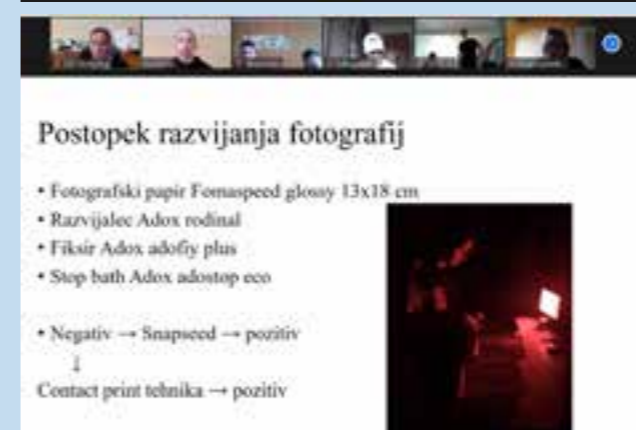 Postopek razvijanja fotografij
• Fotografski papir Fomaspeed glossy 13x18 cm
• Razvijalec Adox rodinal
• Fiksir Adox adofiy plus
• Stop bath Adox adostop eco
• Negativ → Snapseed → pozitiv
↓
Contact print tehnika → pozitiv